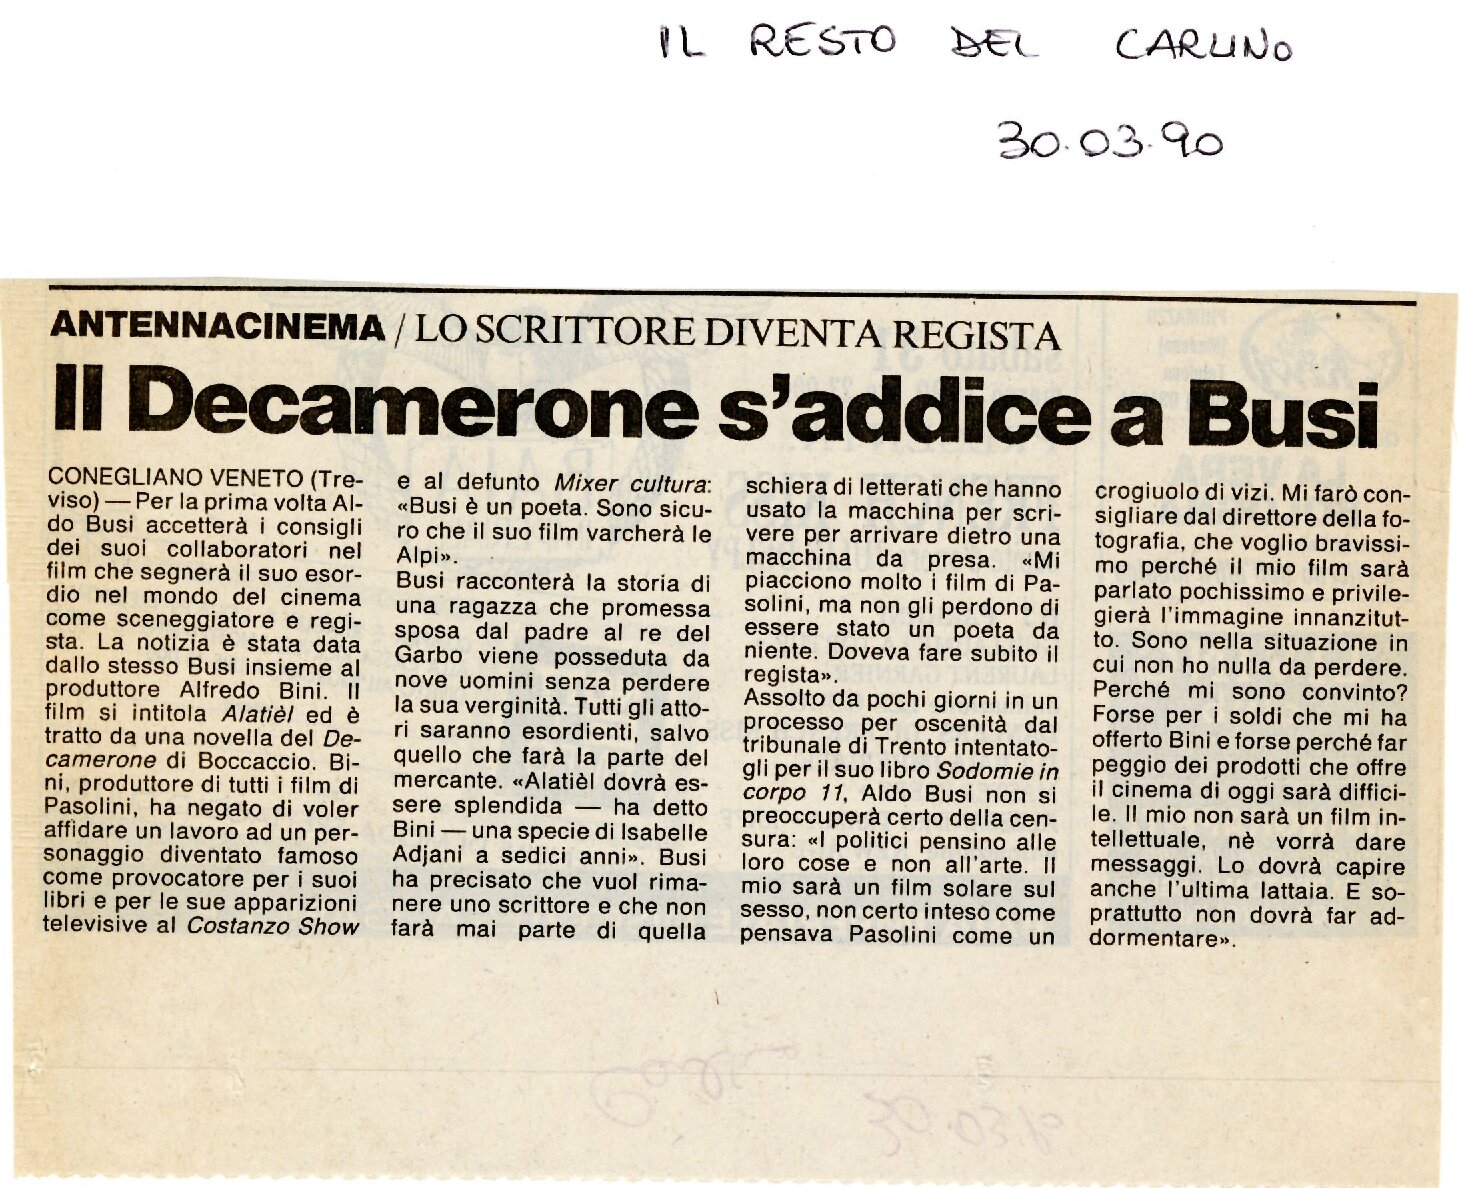 IL RESTO DEL CARLINO
30.03.90
ANTENNACINEMA / LO SCRITTORE DIVENTA REGISTA
Il Decamerone s'addice a Busi
CONEGLIANO VENETO (Tre-
viso) — Per la prima volta Al-
do Busi accetterà i consigli
dei suoi collaboratori nel
film che segnerà il suo esor-
dio nel mondo del cinema
come sceneggiatore e regi-
sta. La notizia è stata data
dallo stesso Busi insieme al
produttore Alfredo Bini. Il
film si intitola Alatièl ed è
tratto da una novella del De-
camerone di Boccaccio. Bi-
ni, produttore di tutti i film di
Pasolini, ha negato di voler
affidare un lavoro ad un per-
sonaggio diventato famoso
come provocatore per i suoi
libri e per le sue apparizioni
televisive al Costanzo Show
e al defunto Mixer cultura:
«Busi è un poeta. Sono sicu-
ro che il suo film varcherà le
Alpi».
Busi racconterà la storia di
una ragazza che promessa
sposa dal padre al re del
Garbo viene posseduta da
nove uomini senza perdere
la sua verginità. Tutti gli atto-
ri saranno esordienti, salvo
quello che farà la parte del
mercante. «Alatièl dovrà es-
sere splendida — ha detto
Bini — una specie di Isabelle
Adjani a sedici anni». Busi
ha precisato che vuol rima-
nere uno scrittore e che non
farà mai parte di quella
schiera di letterati che hanno
usato la macchina per scri-
vere per arrivare dietro una
macchina da presa. «Mi
piacciono molto i film di Pa-
solini, ma non gli perdono di
essere stato un poeta da
niente. Doveva fare subito il
regista».
Assolto da pochi giorni in un
processo per oscenità dal
tribunale di Trento intentato-
gli per il suo libro Sodomie in
corpo 11, Aldo Busi non si
preoccuperà certo della cen-
sura: «I politici pensino alle
loro cose e non all'arte. Il
mio sarà un film solare sul
sesso, non certo inteso come
pensava Pasolini come un
crogiuolo di vizi. Mi farò con-
sigliare dal direttore della fo-
tografia, che voglio bravissi-
mo perché il mio film sarà
parlato pochissimo e privile-
gierà l'immagine innanzitut-
to. Sono nella situazione in
cui non ho nulla da perdere.
Perché mi sono convinto?
Forse per i soldi che mi ha
offerto Bini e forse perché far
peggio dei prodotti che offre
il cinema di oggi sarà diffici-
le. Il mio non sarà un film in-
tellettuale, nè vorrà dare
messaggi. Lo dovrà capire
anche l'ultima lattaia. E so-
prattutto non dovrà far ad-
dormentare».